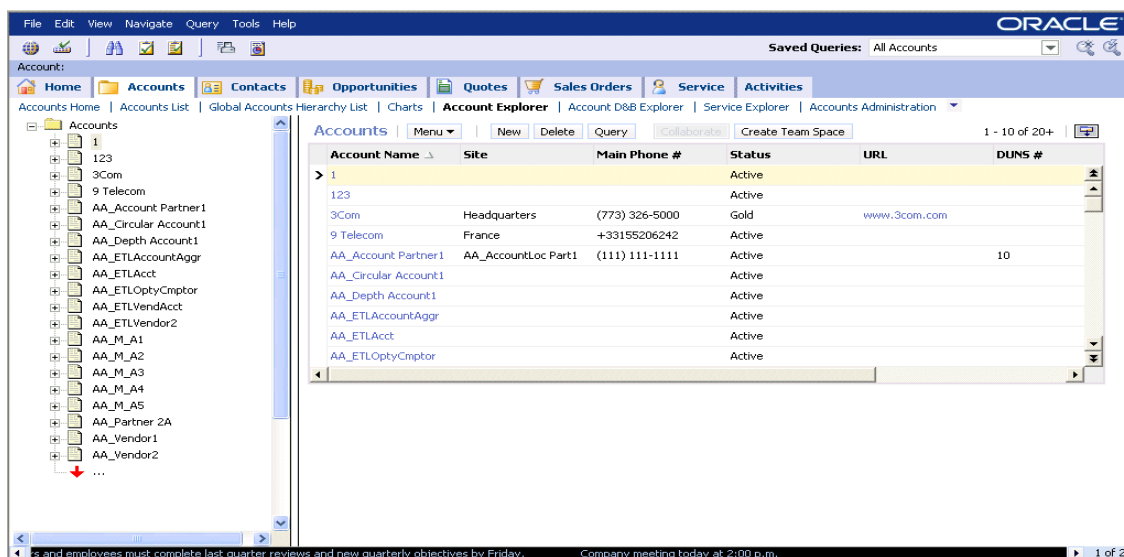 File Edit View Navigate Query Tools Help
ORACLE
Saved Queries: All Accounts
Account:
Home Accounts Contacts Opportunities Quotes Sales Orders Service Activities
Accounts Home | Accounts List | Global Accounts Hierarchy List | Charts | Account Explorer | Account D&B Explorer | Service Explorer | Accounts Administration
Accounts
1
123
3Com
9 Telecom
AA_Account Partner1
AA_Circular Account1
AA_Depth Account1
AA_ETLAccountAggr
AA_ETLAcct
AA_ETLOptyCmptor
AA_ETLVendAcct
AA_ETLVendor2
AA_M_A1
AA_M_A2
AA_M_A3
AA_M_A4
AA_M_A5
AA_Partner 2A
AA_Vendor1
AA_Vendor2
...
Accounts | Menu | New Delete Query Collaborate Create Team Space 1 - 10 of 20+
Account Name Site Main Phone # Status URL DUNS #
1 Active
123 Active
3Com Headquarters (773) 326-5000 Gold www.3com.com
9 Telecom France +33155206242 Active
AA_Account Partner1 AA_AccountLoc Part1 (111) 111-1111 Active 10
AA_Circular Account1 Active
AA_Depth Account1 Active
AA_ETLAccountAggr Active
AA_ETLAcct Active
AA_ETLOptyCmptor Active
rs and employees must complete last quarter reviews and new quarterly objectives by Friday. Company meeting today at 2:00 p.m. 1 of 2